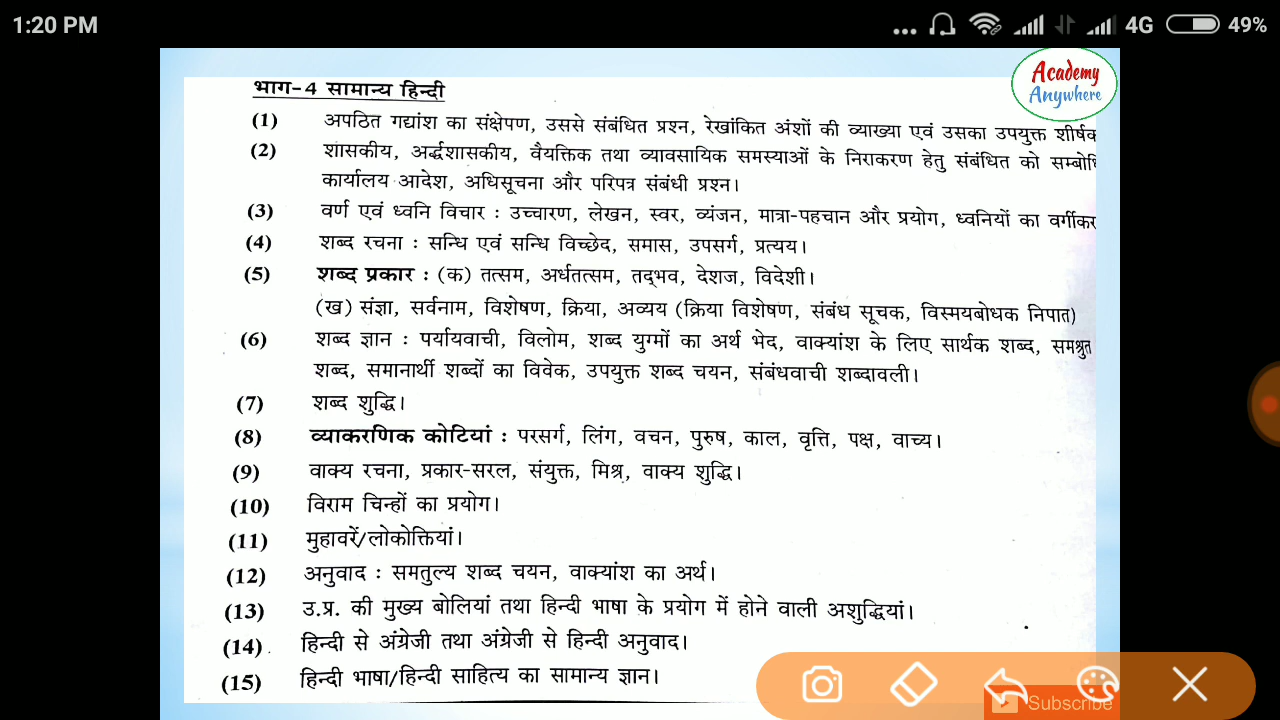 1:20 PM
4G 49%
Academy
Anywhere
भाग-4 सामान्य हिन्दी
(1) अपठित गद्यांश का संक्षेपण, उससे संबंधित प्रश्न, रेखांकित अंशों की व्याख्या एवं उसका उपयुक्त शीर्षक
(2) शासकीय, अर्द्धशासकीय, वैयक्तिक तथा व्यावसायिक समस्याओं के निराकरण हेतु संबंधित को सम्बोधि
कार्यालय आदेश, अधिसूचना और परिपत्र संबंधी प्रश्न।
(3) वर्ण एवं ध्वनि विचार : उच्चारण, लेखन, स्वर, व्यंजन, मात्रा-पहचान और प्रयोग, ध्वनियों का वर्गीकर
(4) शब्द रचना : सन्धि एवं सन्धि विच्छेद, समास, उपसर्ग, प्रत्यय।
(5) शब्द प्रकार : (क) तत्सम, अर्धतत्सम, तद्भव, देशज, विदेशी।
(ख) संज्ञा, सर्वनाम, विशेषण, क्रिया, अव्यय (क्रिया विशेषण, संबंध सूचक, विस्मयबोधक निपात)
(6) शब्द ज्ञान : पर्यायवाची, विलोम, शब्द युग्मों का अर्थ भेद, वाक्यांश के लिए सार्थक शब्द, समश्रुत
शब्द, समानार्थी शब्दों का विवेक, उपयुक्त शब्द चयन, संबंधवाची शब्दावली।
(7) शब्द शुद्धि।
(8) व्याकरणिक कोटियां : परसर्ग, लिंग, वचन, पुरुष, काल, वृत्ति, पक्ष, वाच्य।
(9) वाक्य रचना, प्रकार-सरल, संयुक्त, मिश्र, वाक्य शुद्धि।
(10) विराम चिन्हों का प्रयोग।
(11) मुहावरें/लोकोक्तियां।
(12) अनुवाद : समतुल्य शब्द चयन, वाक्यांश का अर्थ।
(13) उ.प्र. की मुख्य बोलियां तथा हिन्दी भाषा के प्रयोग में होने वाली अशुद्धियां।
(14) हिन्दी से अंग्रेजी तथा अंग्रेजी से हिन्दी अनुवाद।
(15) हिन्दी भाषा/हिन्दी साहित्य का सामान्य ज्ञान।
Subscribe